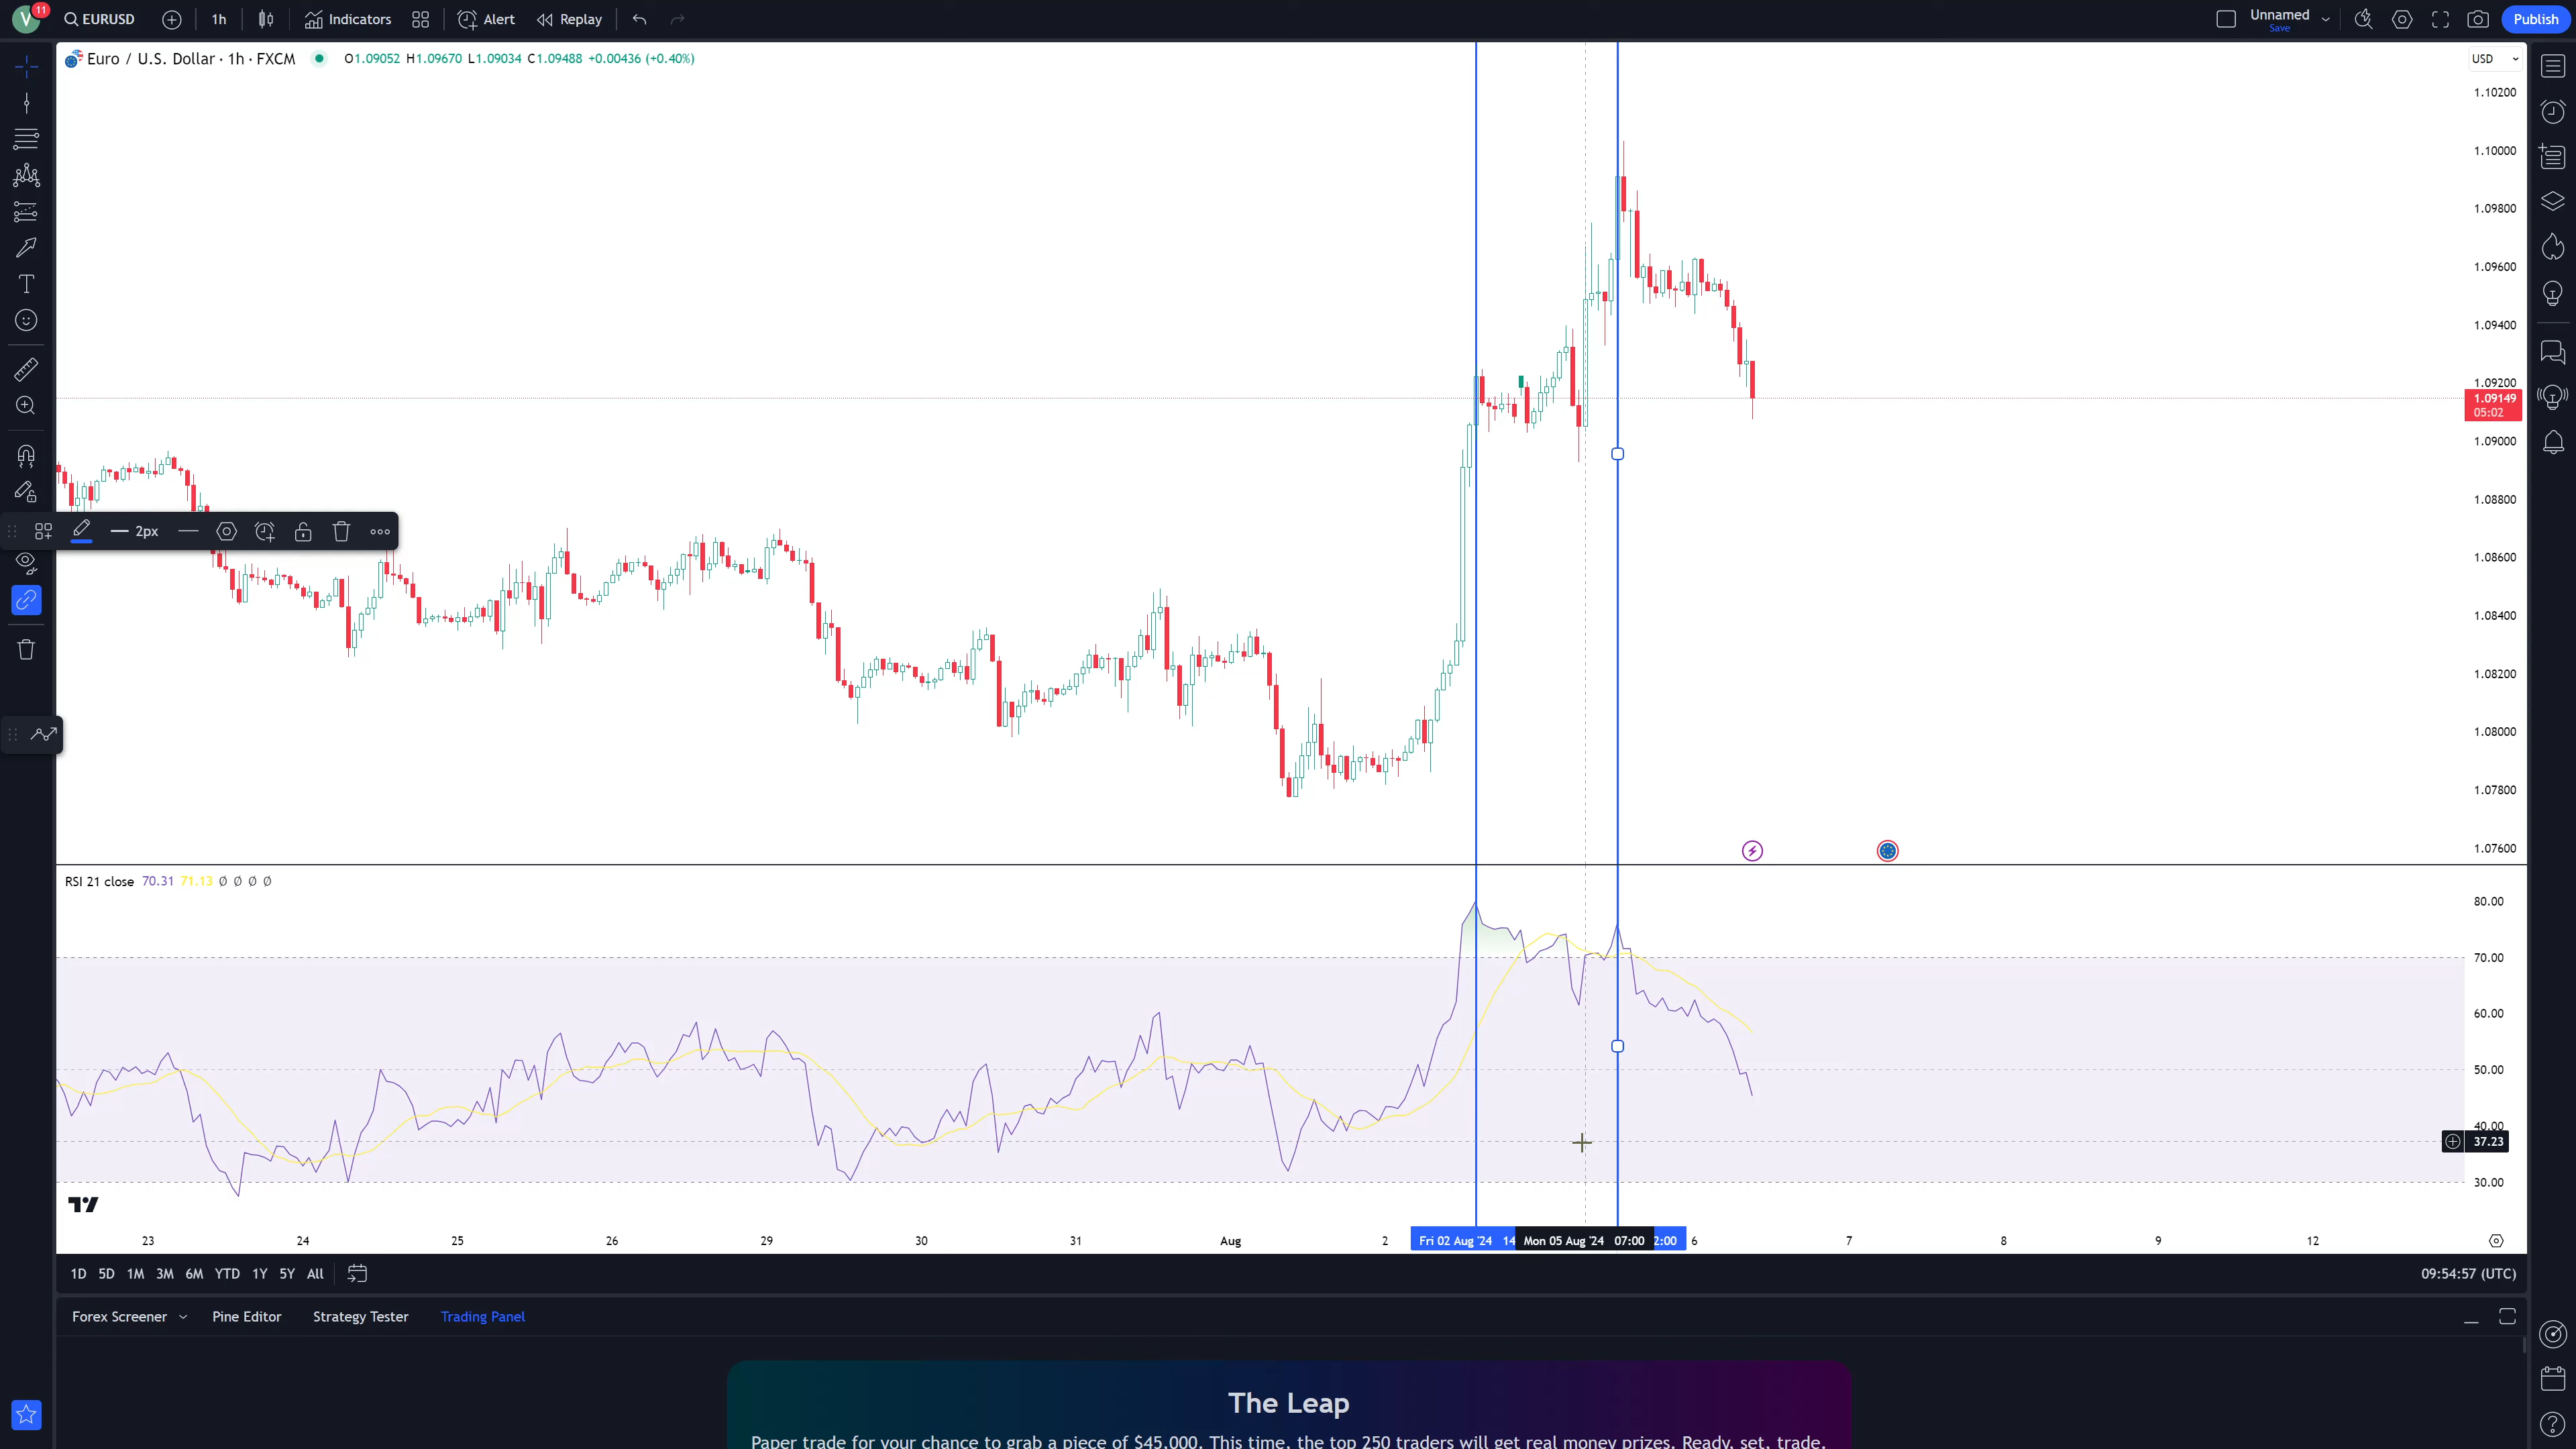 V 11 EURUSD 1h Indicators Alert Replay Unnamed Save Publish
Euro / U.S. Dollar · 1h · FXCM O1.09052 H1.09670 L1.09034 C1.09488 +0.00436 (+0.40%) USD
1.10200
1.10000
1.09800
1.09600
1.09400
1.09200
1.09149
05:02
1.09000
1.08800
2px
1.08600
1.08400
1.08200
1.08000
1.07800
1.07600
RSI 21 close 70.31 71.13 Ø Ø Ø Ø
80.00
70.00
60.00
50.00
40.00
37.23
30.00
23 24 25 26 29 30 31 Aug 2 Fri 02 Aug '24 14 Mon 05 Aug '24 07:00 2:00 6 7 8 9 12
1D 5D 1M 3M 6M YTD 1Y 5Y All 09:54:57 (UTC)
Forex Screener Pine Editor Strategy Tester Trading Panel
The Leap
Paper trade for your chance to grab a piece of $45,000. This time, the top 250 traders will get real money prizes. Ready, set, trade.